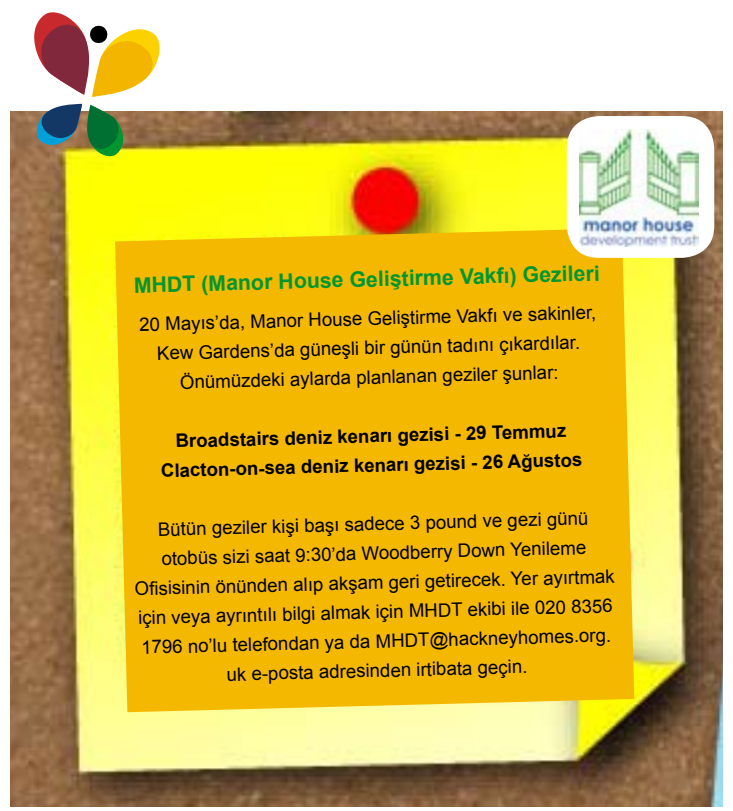 manor house
development trust
MHDT (Manor House Geliştirme Vakfı) Gezileri
20 Mayıs’da, Manor House Geliştirme Vakfı ve sakinler,
Kew Gardens’da güneşli bir günün tadını çıkardılar.
Önümüzdeki aylarda planlanan geziler şunlar:
Broadstairs deniz kenarı gezisi - 29 Temmuz
Clacton-on-sea deniz kenarı gezisi - 26 Ağustos
Bütün geziler kişi başı sadece 3 pound ve gezi günü
otobüs sizi saat 9:30’da Woodberry Down Yenileme
Ofisisinin önünden alıp akşam geri getirecek. Yer ayırtmak
için veya ayrıntılı bilgi almak için MHDT ekibi ile 020 8356
1796 no’lu telefondan ya da MHDT@hackneyhomes.org.
uk e-posta adresinden irtibata geçin.